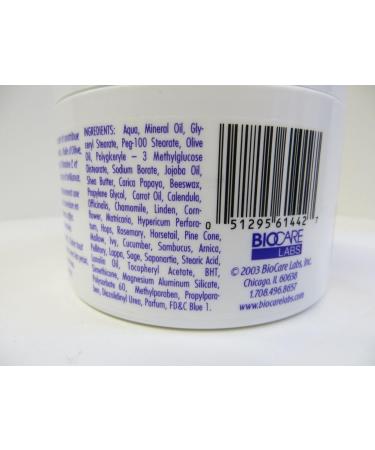 INGREDIENTS: Aqua, Mineral Oil, Gly-
ceryl Stearate, Peg-100 Stearate, Olive
Oil, Polyglceryle – 3 Methylglucose
Distearate, Sodium Borate, Jojoba Oil,
Shea Butter, Carica Papaya, Beeswax,
Propylene Glycol, Carrot Oil, Calendula
Officinelis, Chamomile, Linden, Corn-
flower, Matricaria, Hypericum Perfora-
um, Hops, Rosemary, Horsetail, Pine Cone,
Mallow, Ivy, Cucumber, Sambucus, Arnica,
Pellitory, Lappa, Sage, Saponaria, Stearic Acid,
Lanolin Oil, Tocopheryl Acetate, BHT,
Dimethicone, Magnesium Aluminum Silicate,
Polysorbate 60, Methylparaben, Propylpara-
ben, Diazolidinyl Urea, Parfum, FD&C Blue 1.
0 51295 61442 7
BIOCARE
LABS
© 2003 BioCare Labs, Inc.
Chicago, IL 60658
1.708.496.8657
www.biocarelabs.com